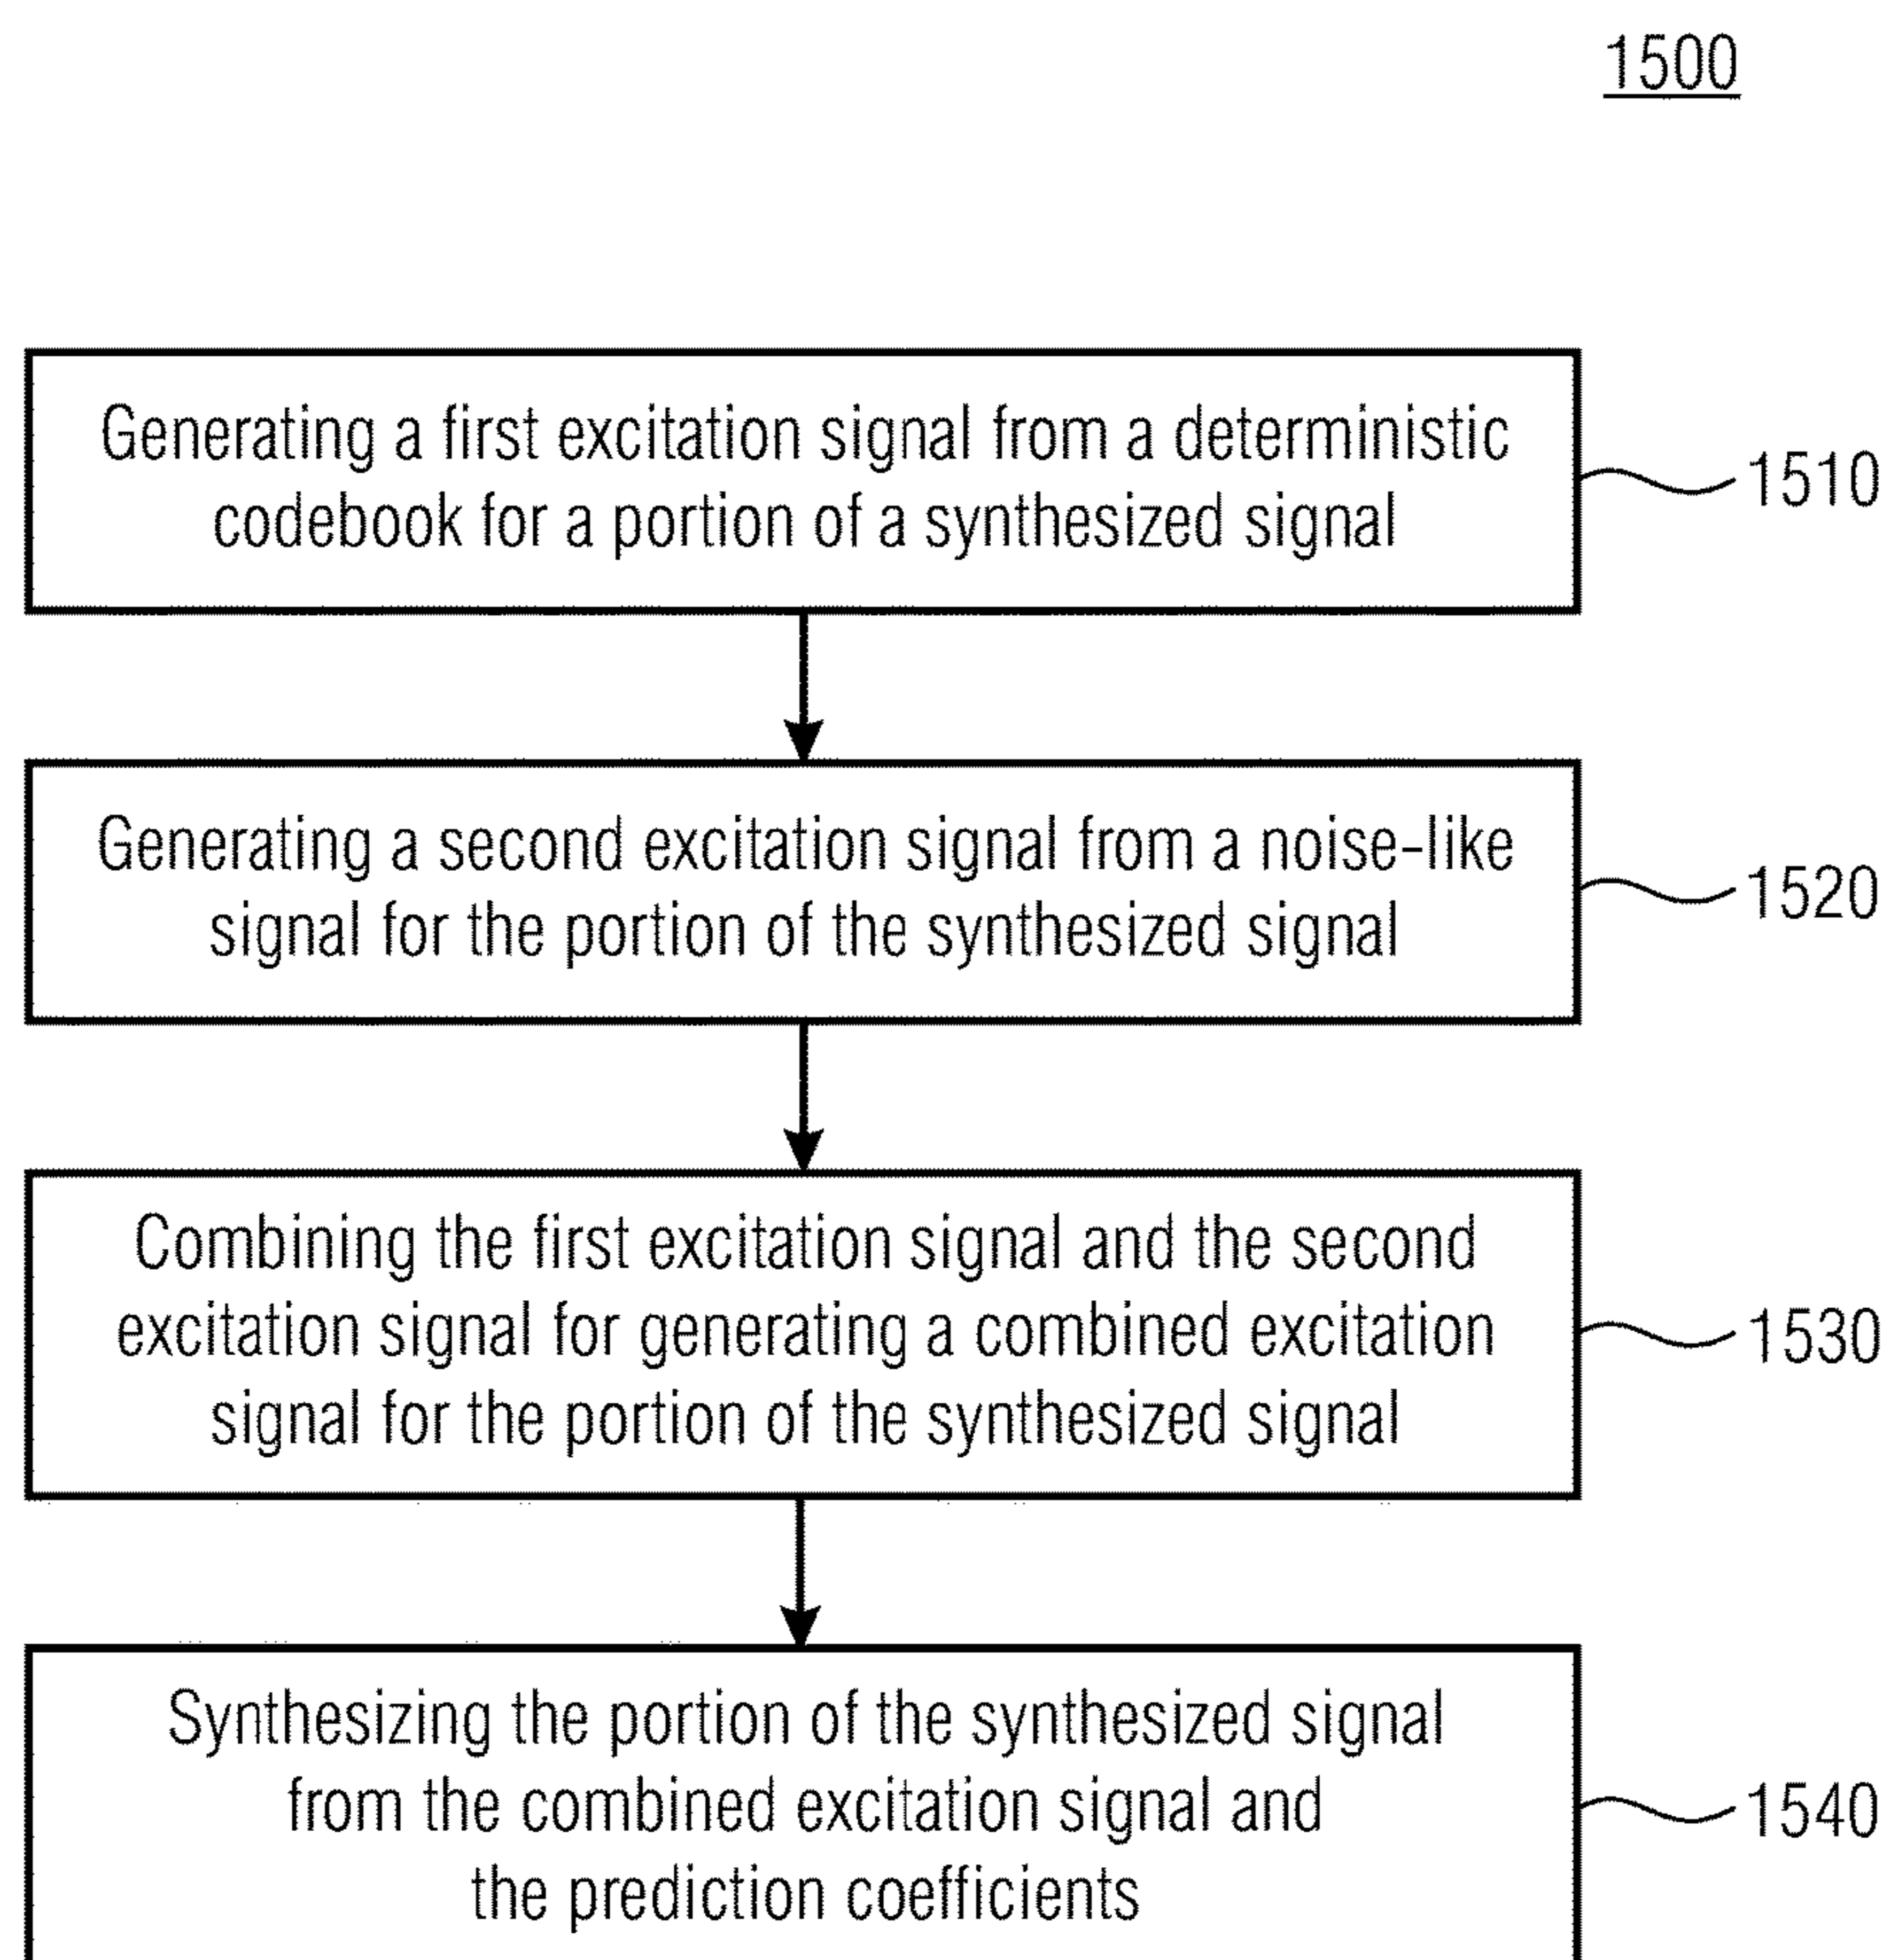 1500
Generating a first excitation signal from a deterministic
codebook for a portion of a synthesized signal
1510
Generating a second excitation signal from a noise-like
signal for the portion of the synthesized signal
1520
Combining the first excitation signal and the second
excitation signal for generating a combined excitation
signal for the portion of the synthesized signal
1530
Synthesizing the portion of the synthesized signal
from the combined excitation signal and
the prediction coefficients
1540